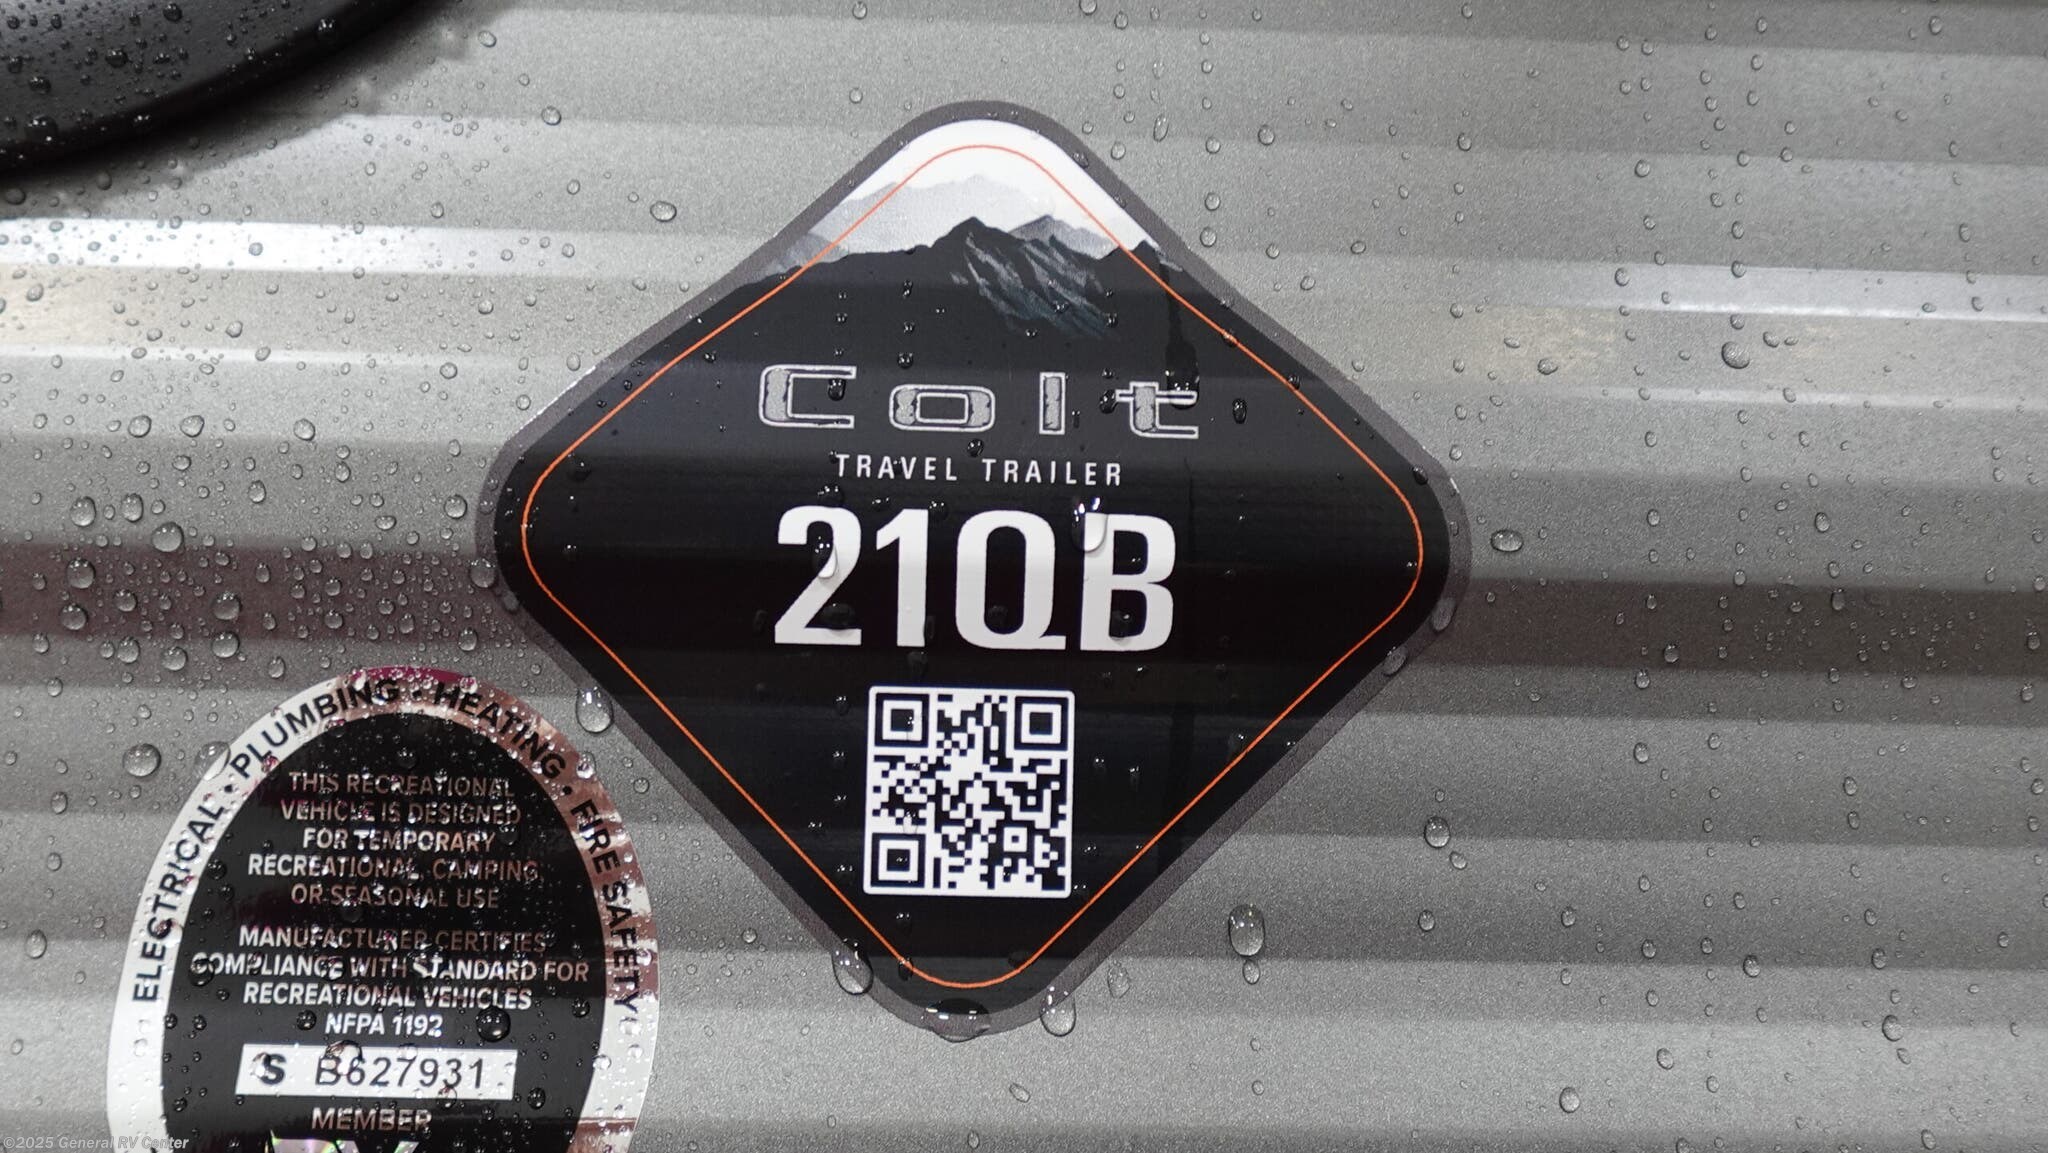 Colt
TRAVEL TRAILER
21QB
ELECTRICAL · PLUMBING · HEATING · FIRE SAFETY
THIS RECREATIONAL
VEHICLE IS DESIGNED
FOR TEMPORARY
RECREATIONAL, CAMPING,
OR SEASONAL USE
MANUFACTURER CERTIFIES
COMPLIANCE WITH STANDARD FOR
RECREATIONAL VEHICLES
NFPA 1192
S B627931
MEMBER
©2025 General RV Center